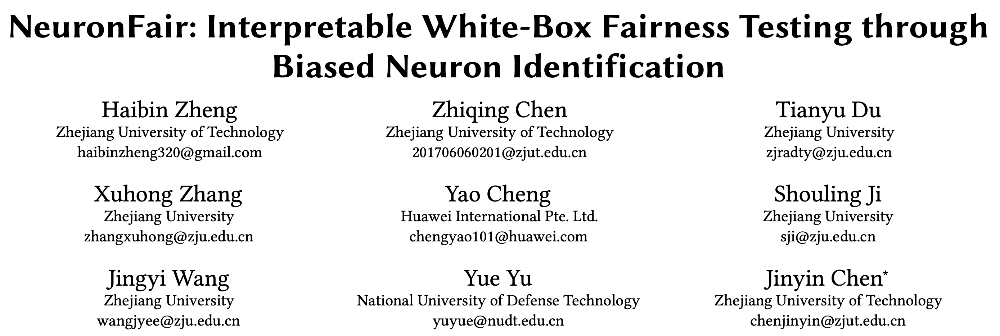 NeuronFair: Interpretable White-Box Fairness Testing through
Biased Neuron Identification
Haibin Zheng
Zhejiang University of Technology
haibinzheng320@gmail.com
Zhiqing Chen
Zhejiang University of Technology
201706060201@zjut.edu.cn
Tianyu Du
Zhejiang University
zjradty@zju.edu.cn
Xuhong Zhang
Zhejiang University
zhangxuhong@zju.edu.cn
Yao Cheng
Huawei International Pte. Ltd.
chengyao101@huawei.com
Shouling Ji
Zhejiang University
sji@zju.edu.cn
Jingyi Wang
Zhejiang University
wangjyee@zju.edu.cn
Yue Yu
National University of Defense Technology
yuyue@nudt.edu.cn
Jinyin Chen*
Zhejiang University of Technology
chenjinyin@zjut.edu.cn